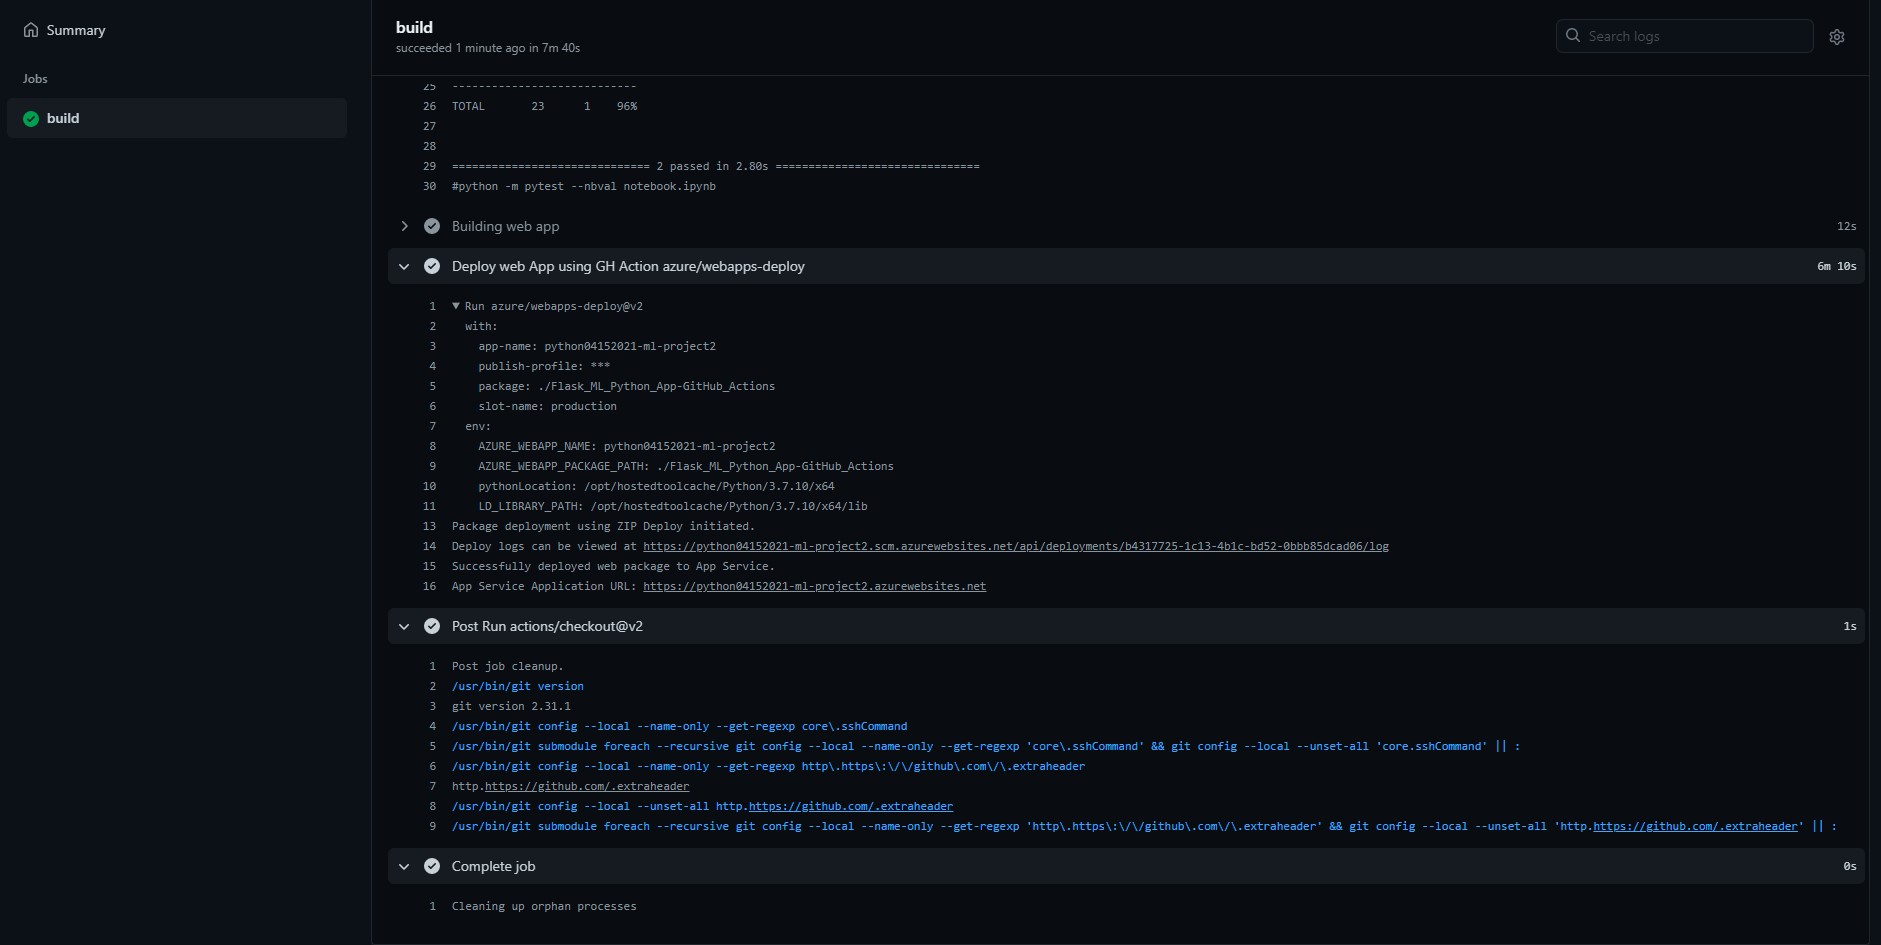 Summary
Jobs
build
build
succeeded 1 minute ago in 7m 40s
Search logs
25 ----------------------------
26 TOTAL 23 1 96%
27
28
29 ============================== 2 passed in 2.80s ===============================
30 #python -m pytest --nbval notebook.ipynb
Building web app 12s
Deploy web App using GH Action azure/webapps-deploy 6m 10s
1 ▼ Run azure/webapps-deploy@v2
2 with:
3 app-name: python04152021-ml-project2
4 publish-profile: ***
5 package: ./Flask_ML_Python_App-GitHub_Actions
6 slot-name: production
7 env:
8 AZURE_WEBAPP_NAME: python04152021-ml-project2
9 AZURE_WEBAPP_PACKAGE_PATH: ./Flask_ML_Python_App-GitHub_Actions
10 pythonLocation: /opt/hostedtoolcache/Python/3.7.10/x64
11 LD_LIBRARY_PATH: /opt/hostedtoolcache/Python/3.7.10/x64/lib
13 Package deployment using ZIP Deploy initiated.
14 Deploy logs can be viewed at https://python04152021-ml-project2.scm.azurewebsites.net/api/deployments/b4317725-1c13-4b1c-bd52-0bbb85dcad06/log
15 Successfully deployed web package to App Service.
16 App Service Application URL: https://python04152021-ml-project2.azurewebsites.net
Post Run actions/checkout@v2 1s
1 Post job cleanup.
2 /usr/bin/git version
3 git version 2.31.1
4 /usr/bin/git config --local --name-only --get-regexp core\.sshCommand
5 /usr/bin/git submodule foreach --recursive git config --local --name-only --get-regexp 'core\.sshCommand' && git config --local --unset-all 'core.sshCommand' || :
6 /usr/bin/git config --local --name-only --get-regexp http\.https\:\/\/github\.com\/\.extraheader
7 http.https://github.com/.extraheader
8 /usr/bin/git config --local --unset-all http.https://github.com/.extraheader
9 /usr/bin/git submodule foreach --recursive git config --local --name-only --get-regexp 'http\.https\:\/\/github\.com\/\.extraheader' && git config --local --unset-all 'http.https://github.com/.extraheader' || :
Complete job 0s
1 Cleaning up orphan processes